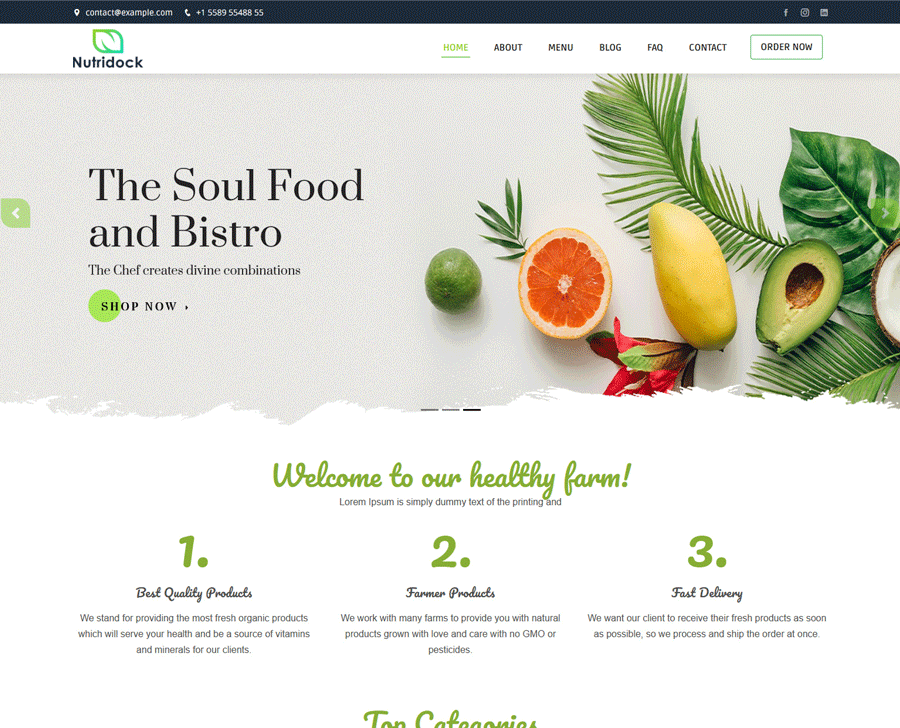 contact@example.com +1 5589 55488 55
Nutridock
HOME ABOUT MENU BLOG FAQ CONTACT ORDER NOW
The Soul Food
and Bistro
The Chef creates divine combinations
SHOP NOW
Welcome to our healthy farm!
Lorem Ipsum is simply dummy text of the printing and
1.
Best Quality Products
We stand for providing the most fresh organic products
which will serve your health and be a source of vitamins
and minerals for our clients.
2.
Farmer Products
We work with many farms to provide you with natural
products grown with love and care with no GMO or
pesticides.
3.
Fast Delivery
We want our client to receive their fresh products as soon
as possible, so we process and ship the order at once.
Top Categories